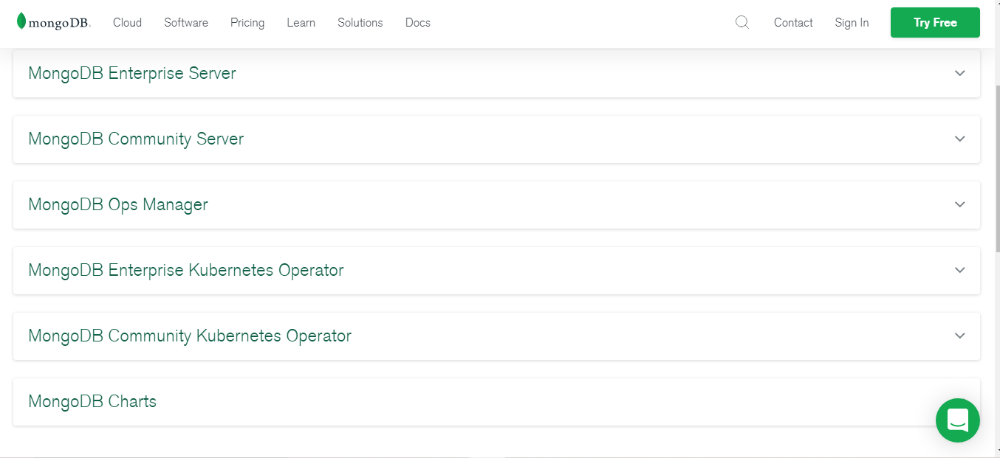 mongoDB. Cloud Software Pricing Learn Solutions Docs Contact Sign In Try Free
MongoDB Enterprise Server
MongoDB Community Server
MongoDB Ops Manager
MongoDB Enterprise Kubernetes Operator
MongoDB Community Kubernetes Operator
MongoDB Charts